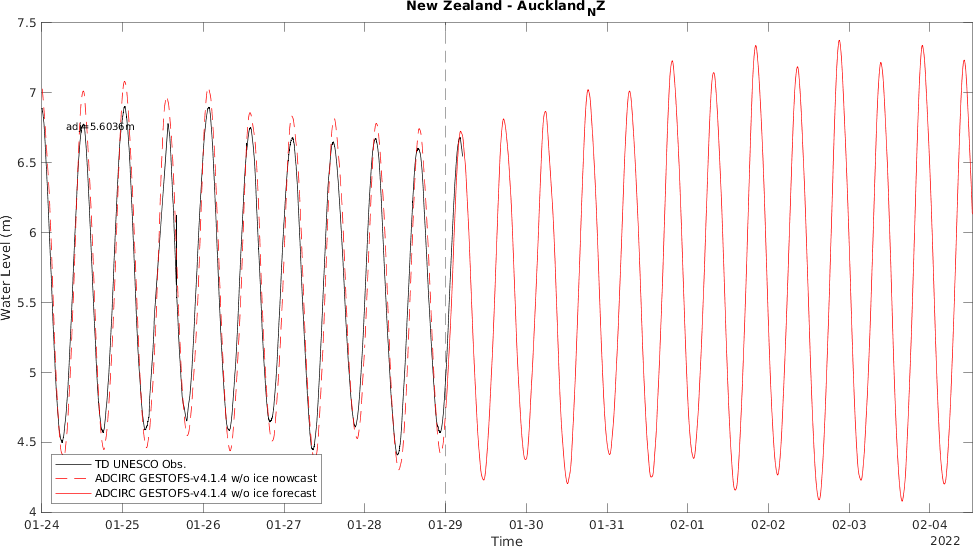 New Zealand - Auckland_NZ
7.5
7
6.5
6
5.5
5
4.5
4
Water Level (m)
adj=5.6036m
TD UNESCO Obs.
ADCIRC GESTOFS-v4.1.4 w/o ice nowcast
ADCIRC GESTOFS-v4.1.4 w/o ice forecast
01-24 01-25 01-26 01-27 01-28 01-29 01-30 01-31 02-01 02-02 02-03 02-04
Time
2022